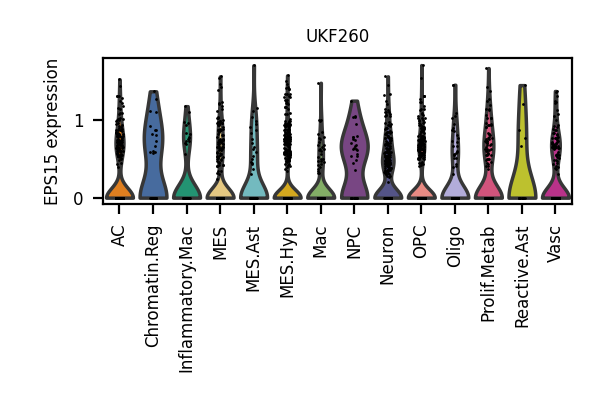 UKF260
EPS15 expression
1
0
AC
Chromatin.Reg
Inflammatory.Mac
MES
MES.Ast
MES.Hyp
Mac
NPC
Neuron
OPC
Oligo
Prolif.Metab
Reactive.Ast
Vasc